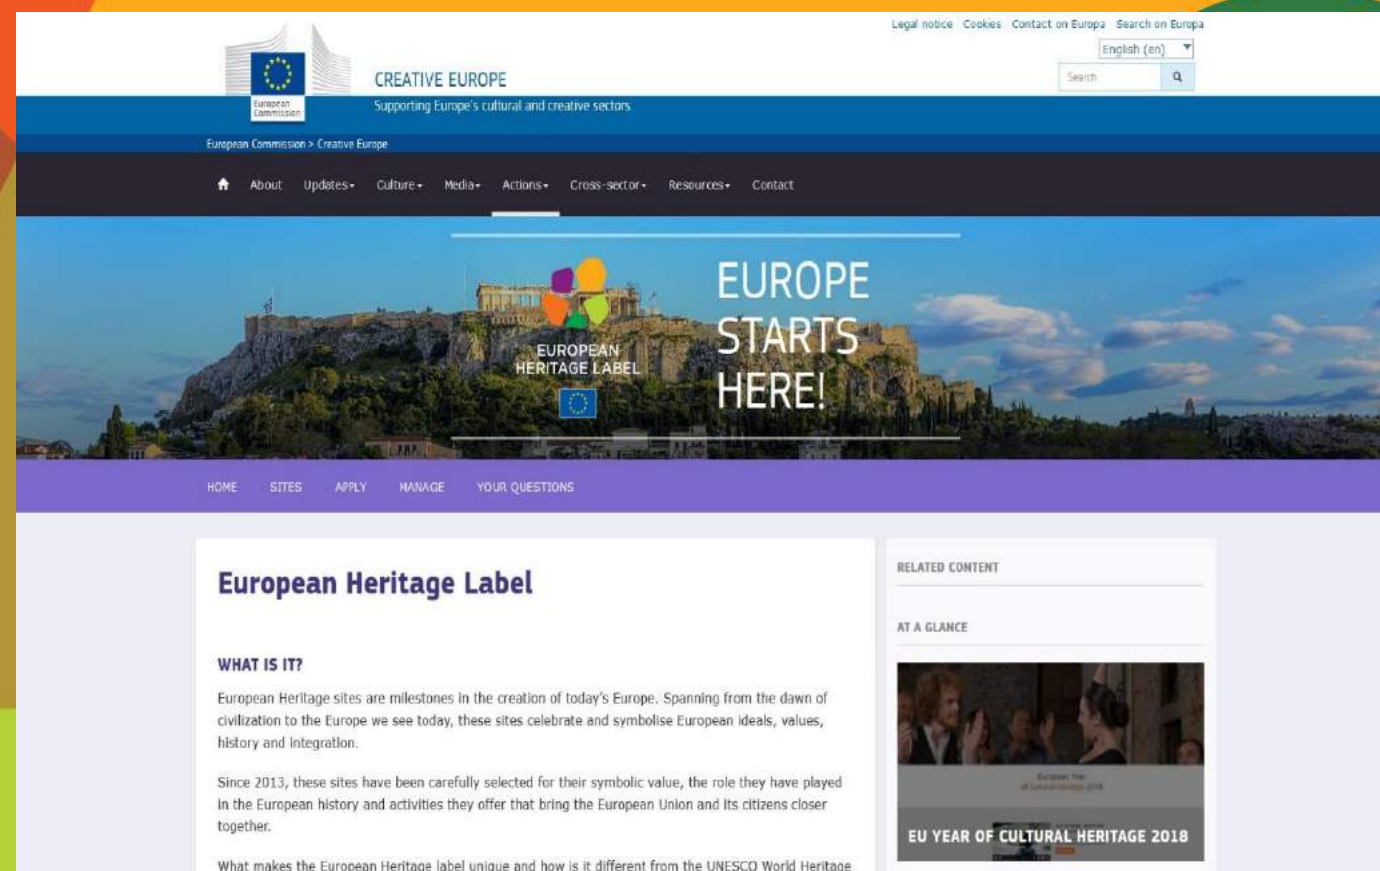 Legal notice Cookies Contact on Europa Search on Europa
English (en)
Search
European
Commission
CREATIVE EUROPE
Supporting Europe's cultural and creative sectors
European Commission > Creative Europe
About Updates Culture Media Actions Cross-sector Resources Contact
EUROPEAN
HERITAGE LABEL
EUROPE
STARTS
HERE!
HOME SITES APPLY MANAGE YOUR QUESTIONS
European Heritage Label
WHAT IS IT?
European Heritage sites are milestones in the creation of today's Europe. Spanning from the dawn of
civilization to the Europe we see today, these sites celebrate and symbolise European ideals, values,
history and integration.
Since 2013, these sites have been carefully selected for their symbolic value, the role they have played
in the European history and activities they offer that bring the European Union and its citizens closer
together.
What makes the European Heritage label unique and how is it different from the UNESCO World Heritage
RELATED CONTENT
AT A GLANCE
European Year
of Cultural Heritage 2018
EU YEAR OF CULTURAL HERITAGE 2018